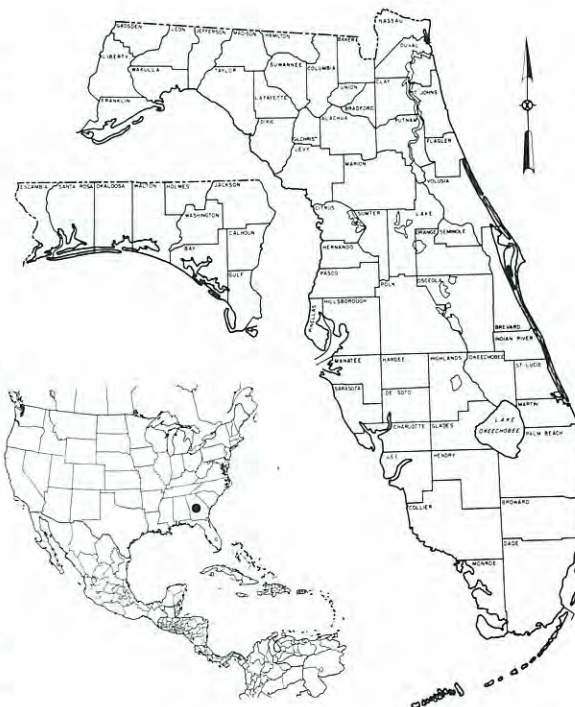 NASSAU
GADSDEN
LEON
JEFFERSON
MADISON
HAMILTON
BAKER
DUVAL
LIBERTY
WAKULLA
TAYLOR
SUWANNEE
COLUMBIA
UNION
CLAY
JOHNS
FRANKLIN
LAFAYETTE
BRADFORD
PUTNAM
DIXIE
ALACHUA
GILCHRIST
FLAGLER
LEVY
MARION
VOLUSIA
ESCAMBIA
SANTA ROSA
OKALOOSA
WALTON
HOLMES
JACKSON
WASHINGTON
CALHOUN
BAY
GULF
CITRUS
SUMTER
LAKE
ORANGE
SEMINOLE
HERNANDO
PASCO
POLK
OSCEOLA
PINELLAS
HILLSBOROUGH
BREVARD
INDIAN RIVER
MANATEE
HARDEE
HIGHLANDS
OKEECHOBEE
ST. LUCIE
SARASOTA
DE SOTO
MARTIN
LAKE
OKEECHOBEE
CHARLOTTE
GLADES
PALM BEACH
LEE
HENDRY
COLLIER
BROWARD
DADE
MONROE